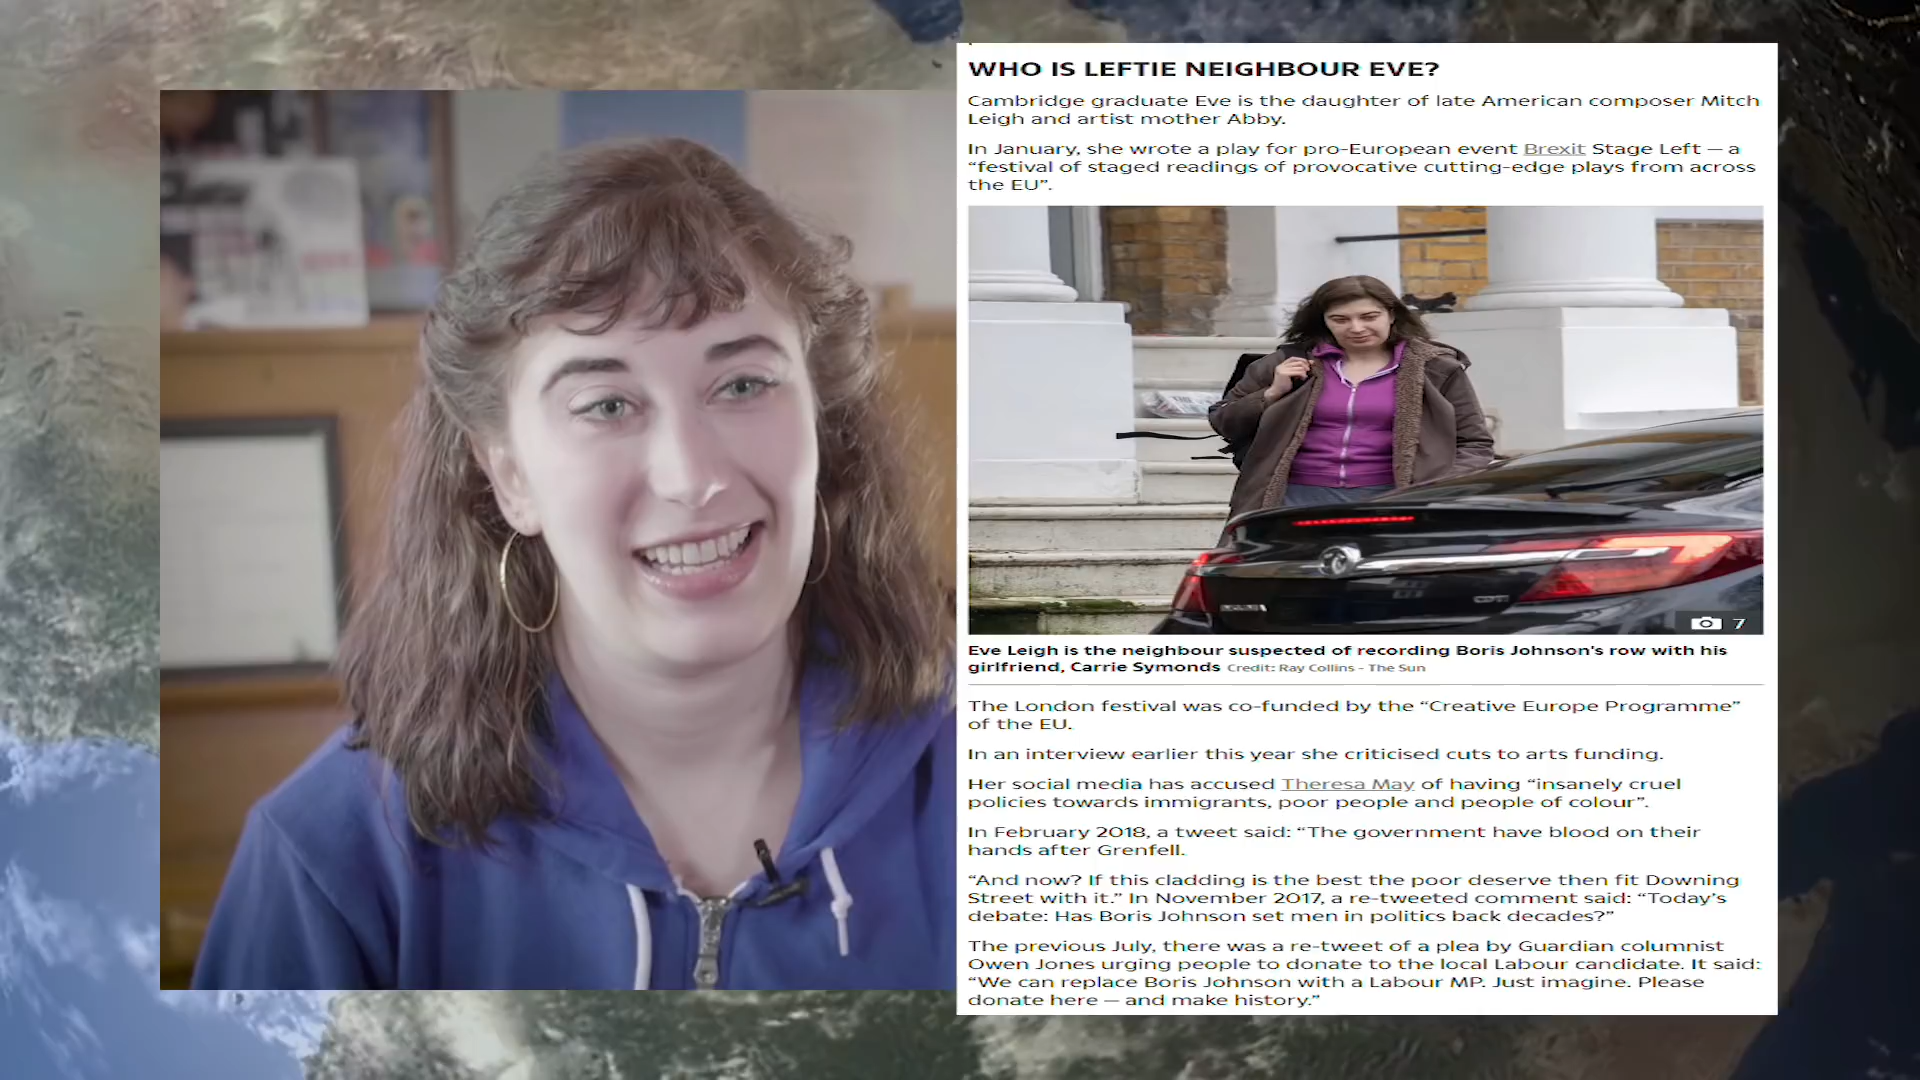 WHO IS LEFTIE NEIGHBOUR EVE?
Cambridge graduate Eve is the daughter of late American composer Mitch
Leigh and artist mother Abby.
In January, she wrote a play for pro-European event Brexit Stage Left – a
“festival of staged readings of provocative cutting-edge plays from across
the EU”.
7
Eve Leigh is the neighbour suspected of recording Boris Johnson's row with his
girlfriend, Carrie Symonds Credit: Ray Collins - The Sun
The London festival was co-funded by the “Creative Europe Programme”
of the EU.
In an interview earlier this year she criticised cuts to arts funding.
Her social media has accused Theresa May of having “insanely cruel
policies towards immigrants, poor people and people of colour”.
In February 2018, a tweet said: “The government have blood on their
hands after Grenfell.
“And now? If this cladding is the best the poor deserve then fit Downing
Street with it.” In November 2017, a re-tweeted comment said: “Today’s
debate: Has Boris Johnson set men in politics back decades?”
The previous July, there was a re-tweet of a plea by Guardian columnist
Owen Jones urging people to donate to the local Labour candidate. It said:
“We can replace Boris Johnson with a Labour MP. Just imagine. Please
donate here – and make history.”